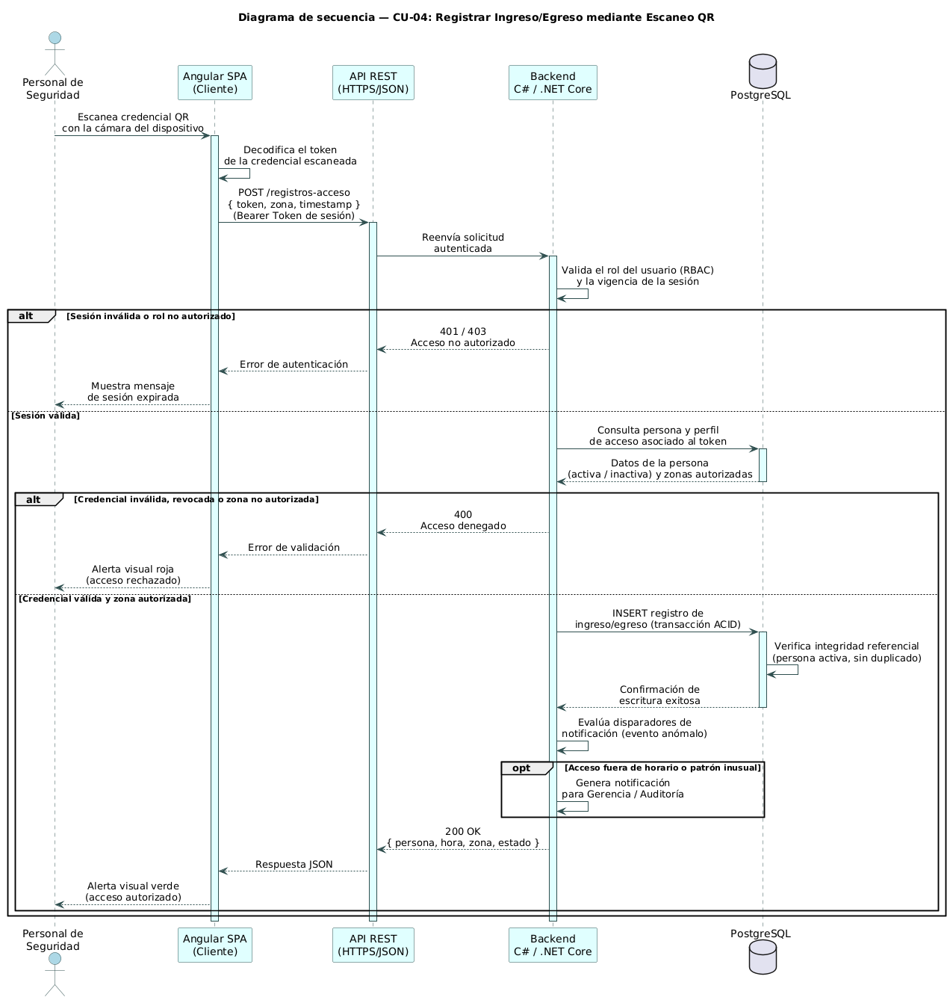 Diagrama de secuencia — CU-04: Registrar Ingreso/Egreso mediante Escaneo QR
Personal de
Seguridad
Angular SPA
(Cliente)
API REST
(HTTPS/JSON)
Backend
C# / .NET Core
PostgreSQL
Escanea credencial QR
con la cámara del dispositivo
Decodifica el token
de la credencial escaneada
POST /registros-acceso
{ token, zona, timestamp }
(Bearer Token de sesión)
Reenvía solicitud
autenticada
Valida el rol del usuario (RBAC)
y la vigencia de la sesión
alt
[Sesión inválida o rol no autorizado]
401 / 403
Acceso no autorizado
Error de autenticación
Muestra mensaje
de sesión expirada
[Sesión válida]
Consulta persona y perfil
de acceso asociado al token
Datos de la persona
(activa / inactiva) y zonas autorizadas
alt
[Credencial inválida, revocada o zona no autorizada]
400
Acceso denegado
Error de validación
Alerta visual roja
(acceso rechazado)
[Credencial válida y zona autorizada]
INSERT registro de
ingreso/egreso (transacción ACID)
Verifica integridad referencial
(persona activa, sin duplicado)
Confirmación de
escritura exitosa
Evalúa disparadores de
notificación (evento anómalo)
opt
[Acceso fuera de horario o patrón inusual]
Genera notificación
para Gerencia / Auditoría
200 OK
{ persona, hora, zona, estado }
Respuesta JSON
Alerta visual verde
(acceso autorizado)
Personal de
Seguridad
Angular SPA
(Cliente)
API REST
(HTTPS/JSON)
Backend
C# / .NET Core
PostgreSQL